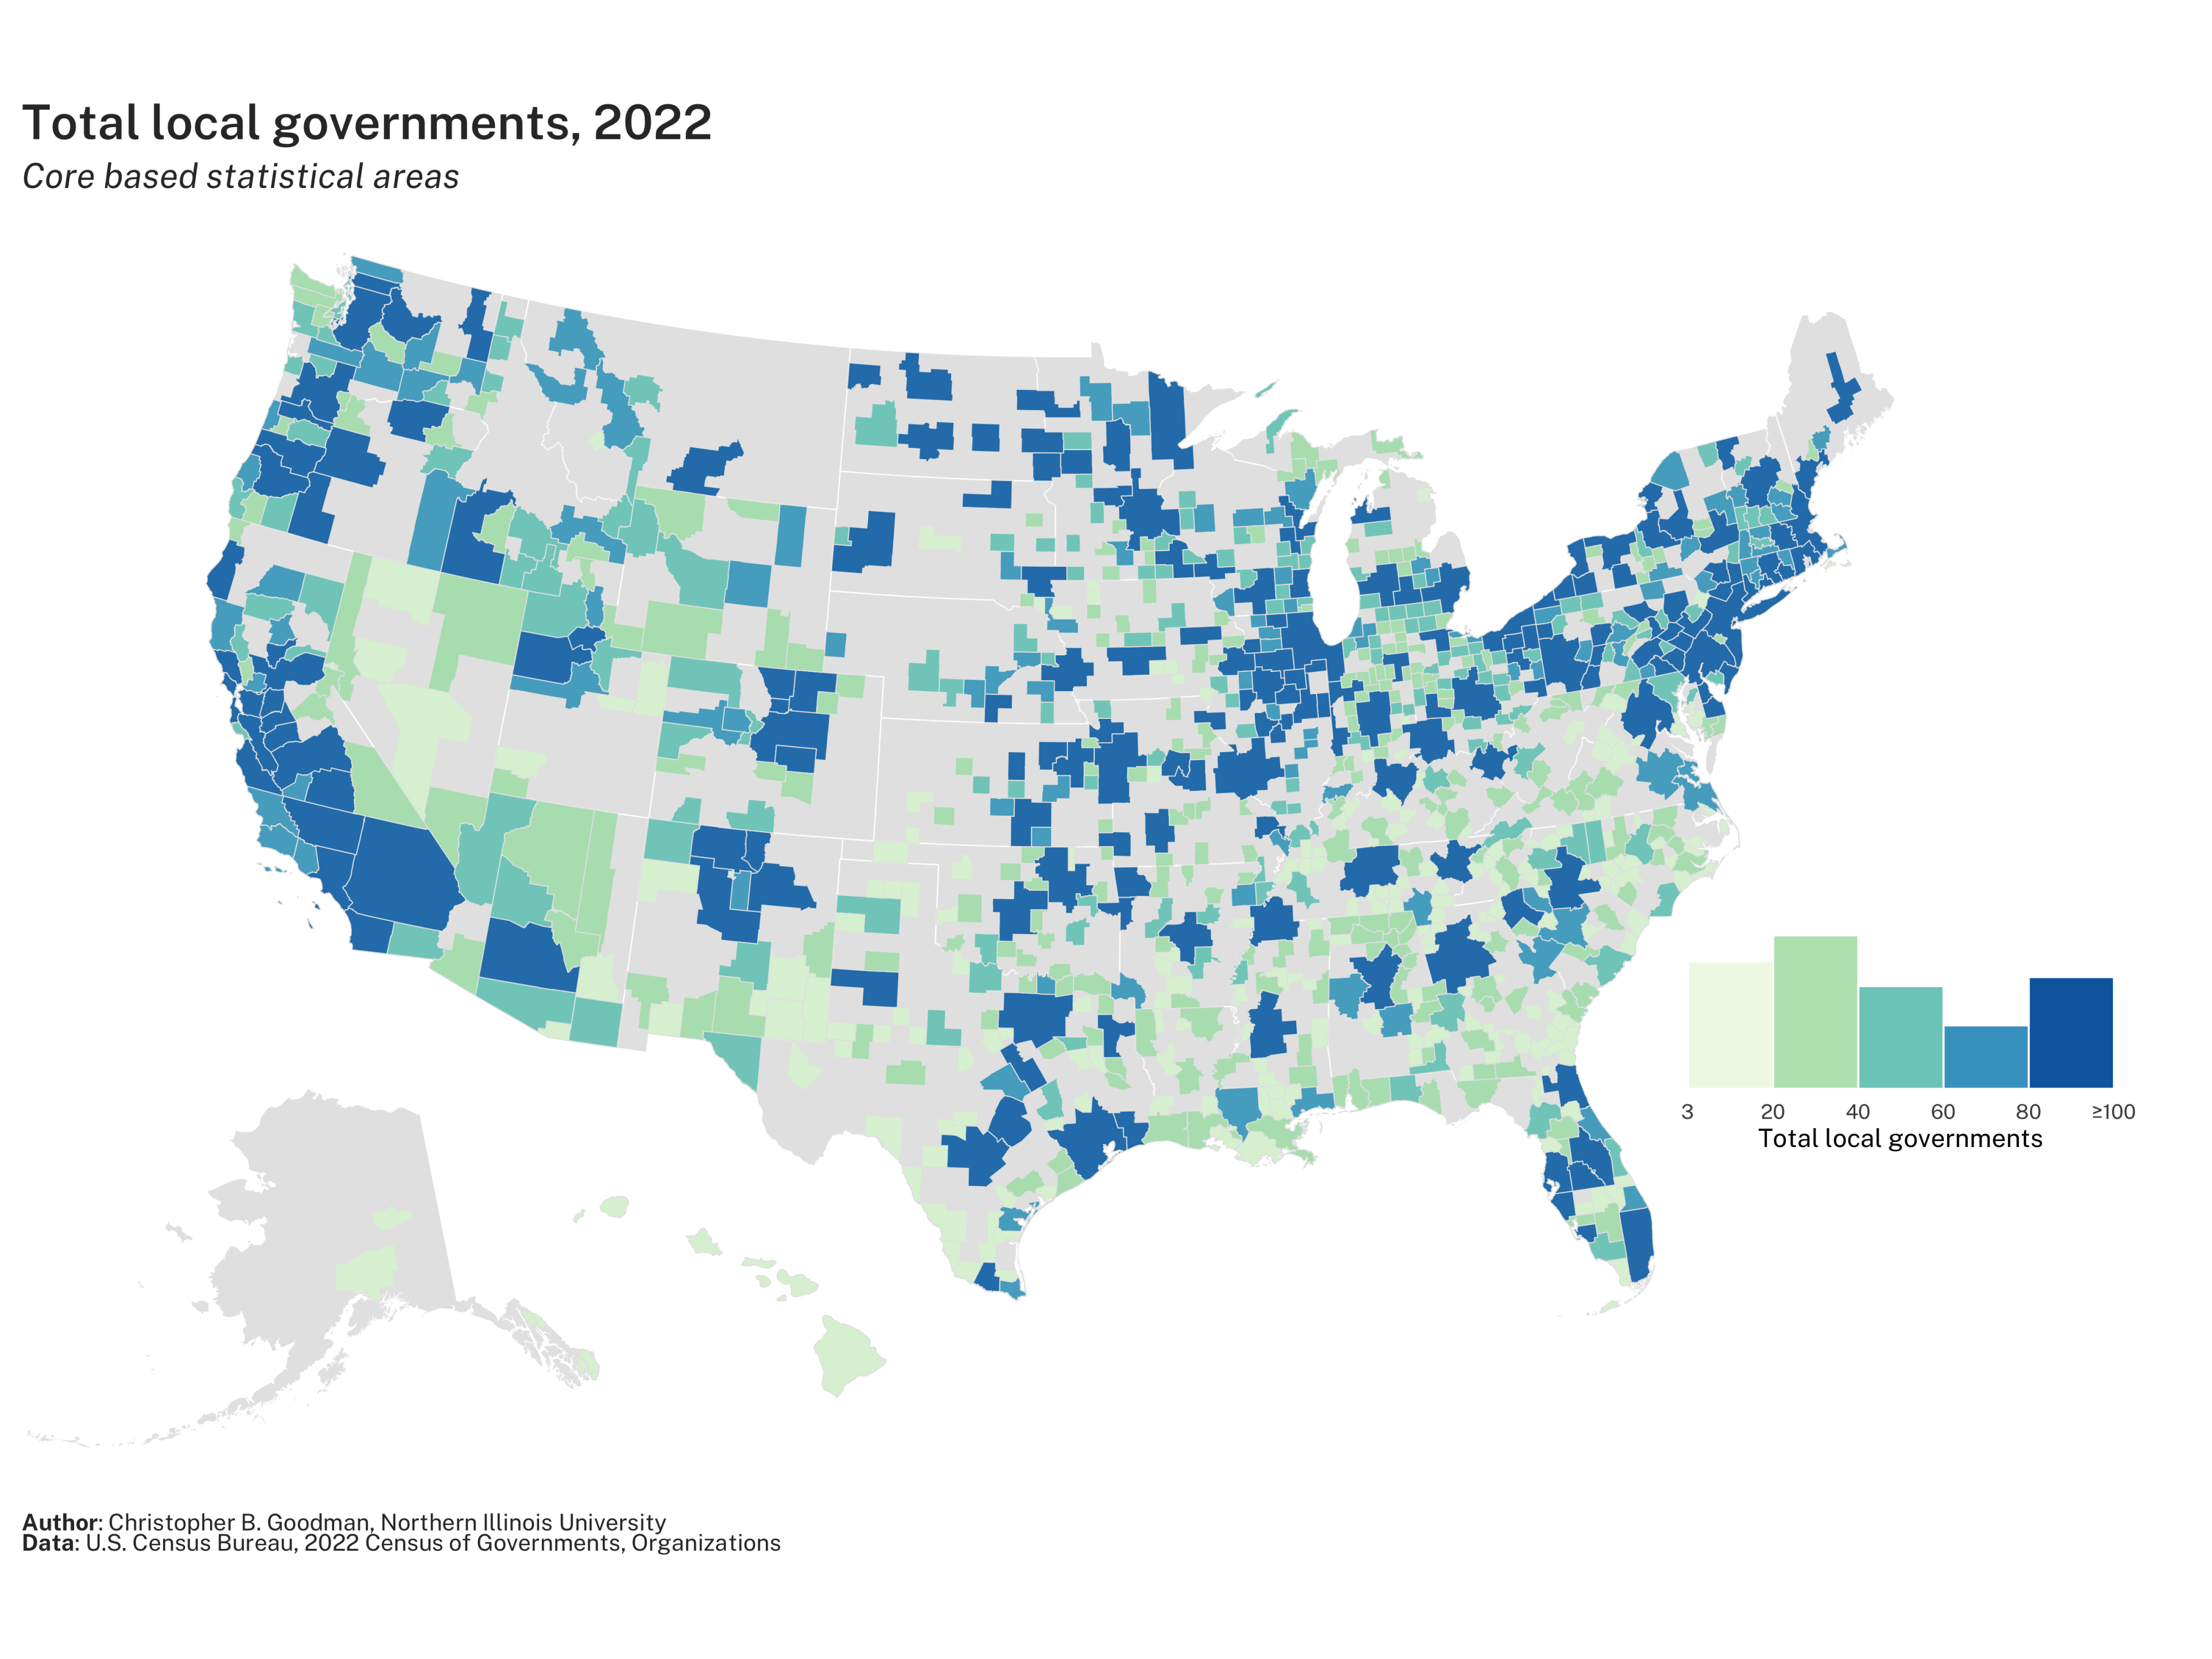 Total local governments, 2022
Core based statistical areas
3 20 40 60 80 ≥100
Total local governments
Author: Christopher B. Goodman, Northern Illinois University
Data: U.S. Census Bureau, 2022 Census of Governments, Organizations